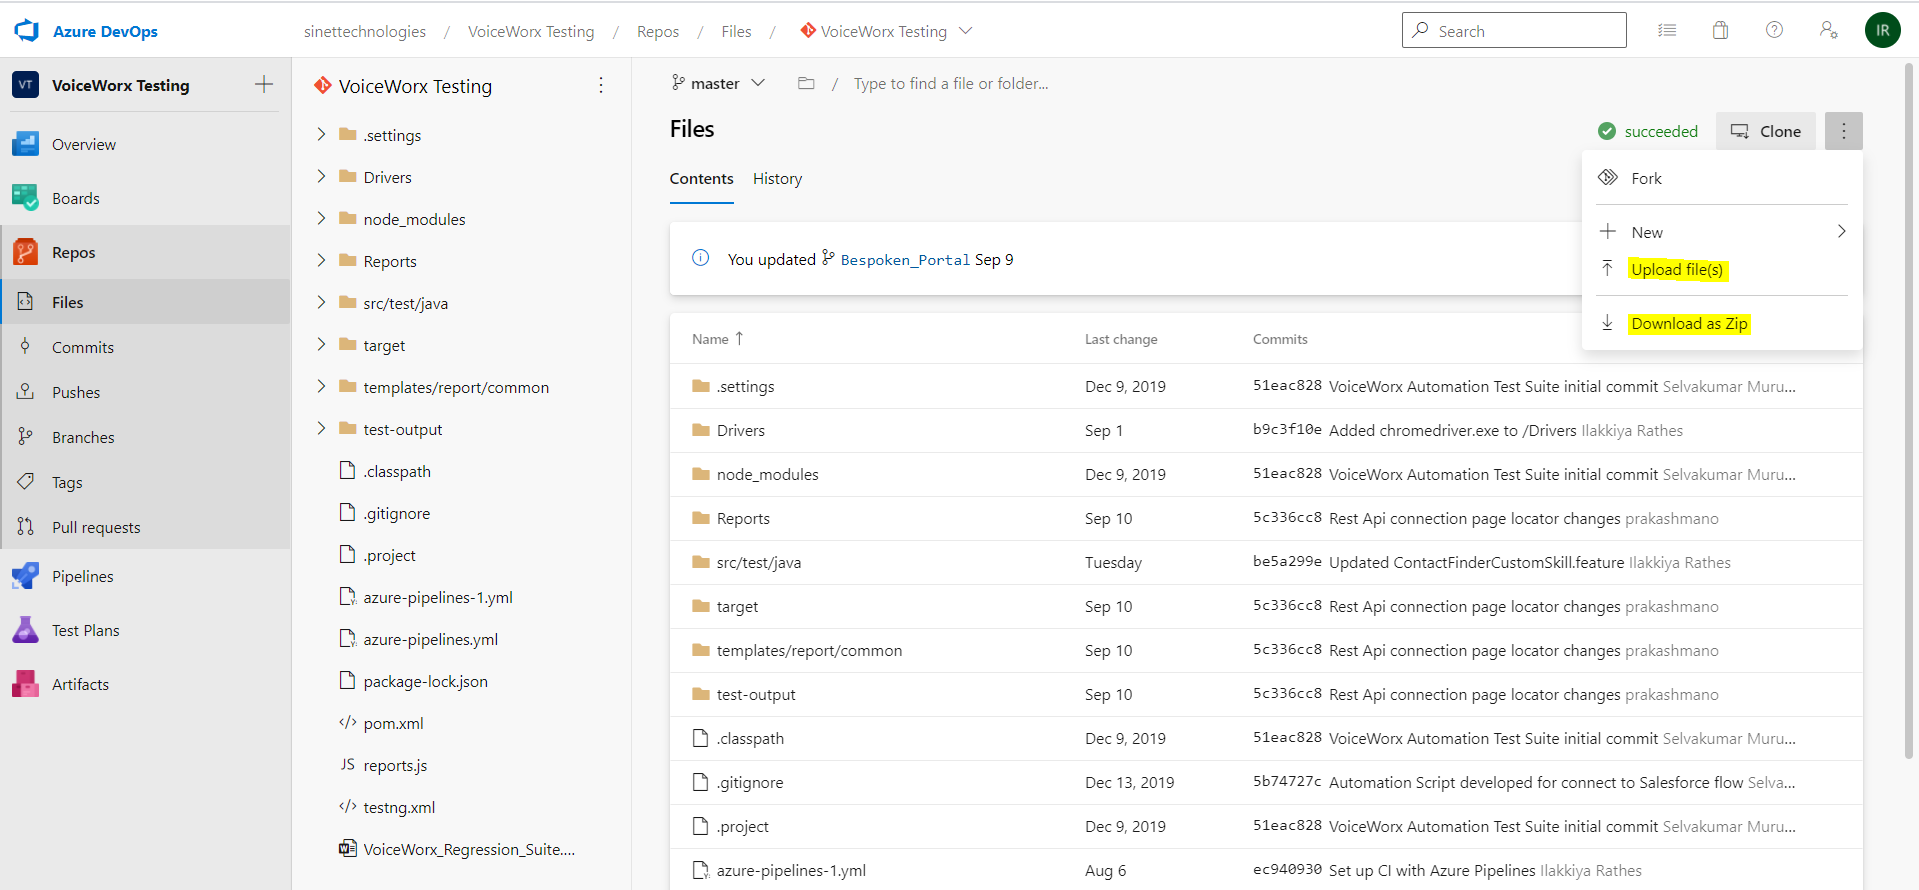 Azure DevOps
sinettechnologies / VoiceWorx Testing / Repos / Files / VoiceWorx Testing
Search
IR
VT VoiceWorx Testing
Overview
Boards
Repos
Files
Commits
Pushes
Branches
Tags
Pull requests
Pipelines
Test Plans
Artifacts
VoiceWorx Testing
.settings
Drivers
node_modules
Reports
src/test/java
target
templates/report/common
test-output
.classpath
.gitignore
.project
azure-pipelines-1.yml
azure-pipelines.yml
package-lock.json
pom.xml
JS reports.js
testng.xml
VoiceWorx_Regression_Suite....
master / Type to find a file or folder...
Files
succeeded
Clone
Contents History
Fork
New
Upload file(s)
Download as Zip
You updated Bespoken_Portal Sep 9
Name Last change Commits
.settings Dec 9, 2019 51eac828 VoiceWorx Automation Test Suite initial commit Selvakumar Muru...
Drivers Sep 1 b9c3f10e Added chromedriver.exe to /Drivers Ilakkiya Rathes
node_modules Dec 9, 2019 51eac828 VoiceWorx Automation Test Suite initial commit Selvakumar Muru...
Reports Sep 10 5c336cc8 Rest Api connection page locator changes prakashmano
src/test/java Tuesday be5a299e Updated ContactFinderCustomSkill.feature Ilakkiya Rathes
target Sep 10 5c336cc8 Rest Api connection page locator changes prakashmano
templates/report/common Sep 10 5c336cc8 Rest Api connection page locator changes prakashmano
test-output Sep 10 5c336cc8 Rest Api connection page locator changes prakashmano
.classpath Dec 9, 2019 51eac828 VoiceWorx Automation Test Suite initial commit Selvakumar Muru...
.gitignore Dec 13, 2019 5b74727c Automation Script developed for connect to Salesforce flow Selva...
.project Dec 9, 2019 51eac828 VoiceWorx Automation Test Suite initial commit Selvakumar Muru...
azure-pipelines-1.yml Aug 6 ec940930 Set up CI with Azure Pipelines Ilakkiya Rathes